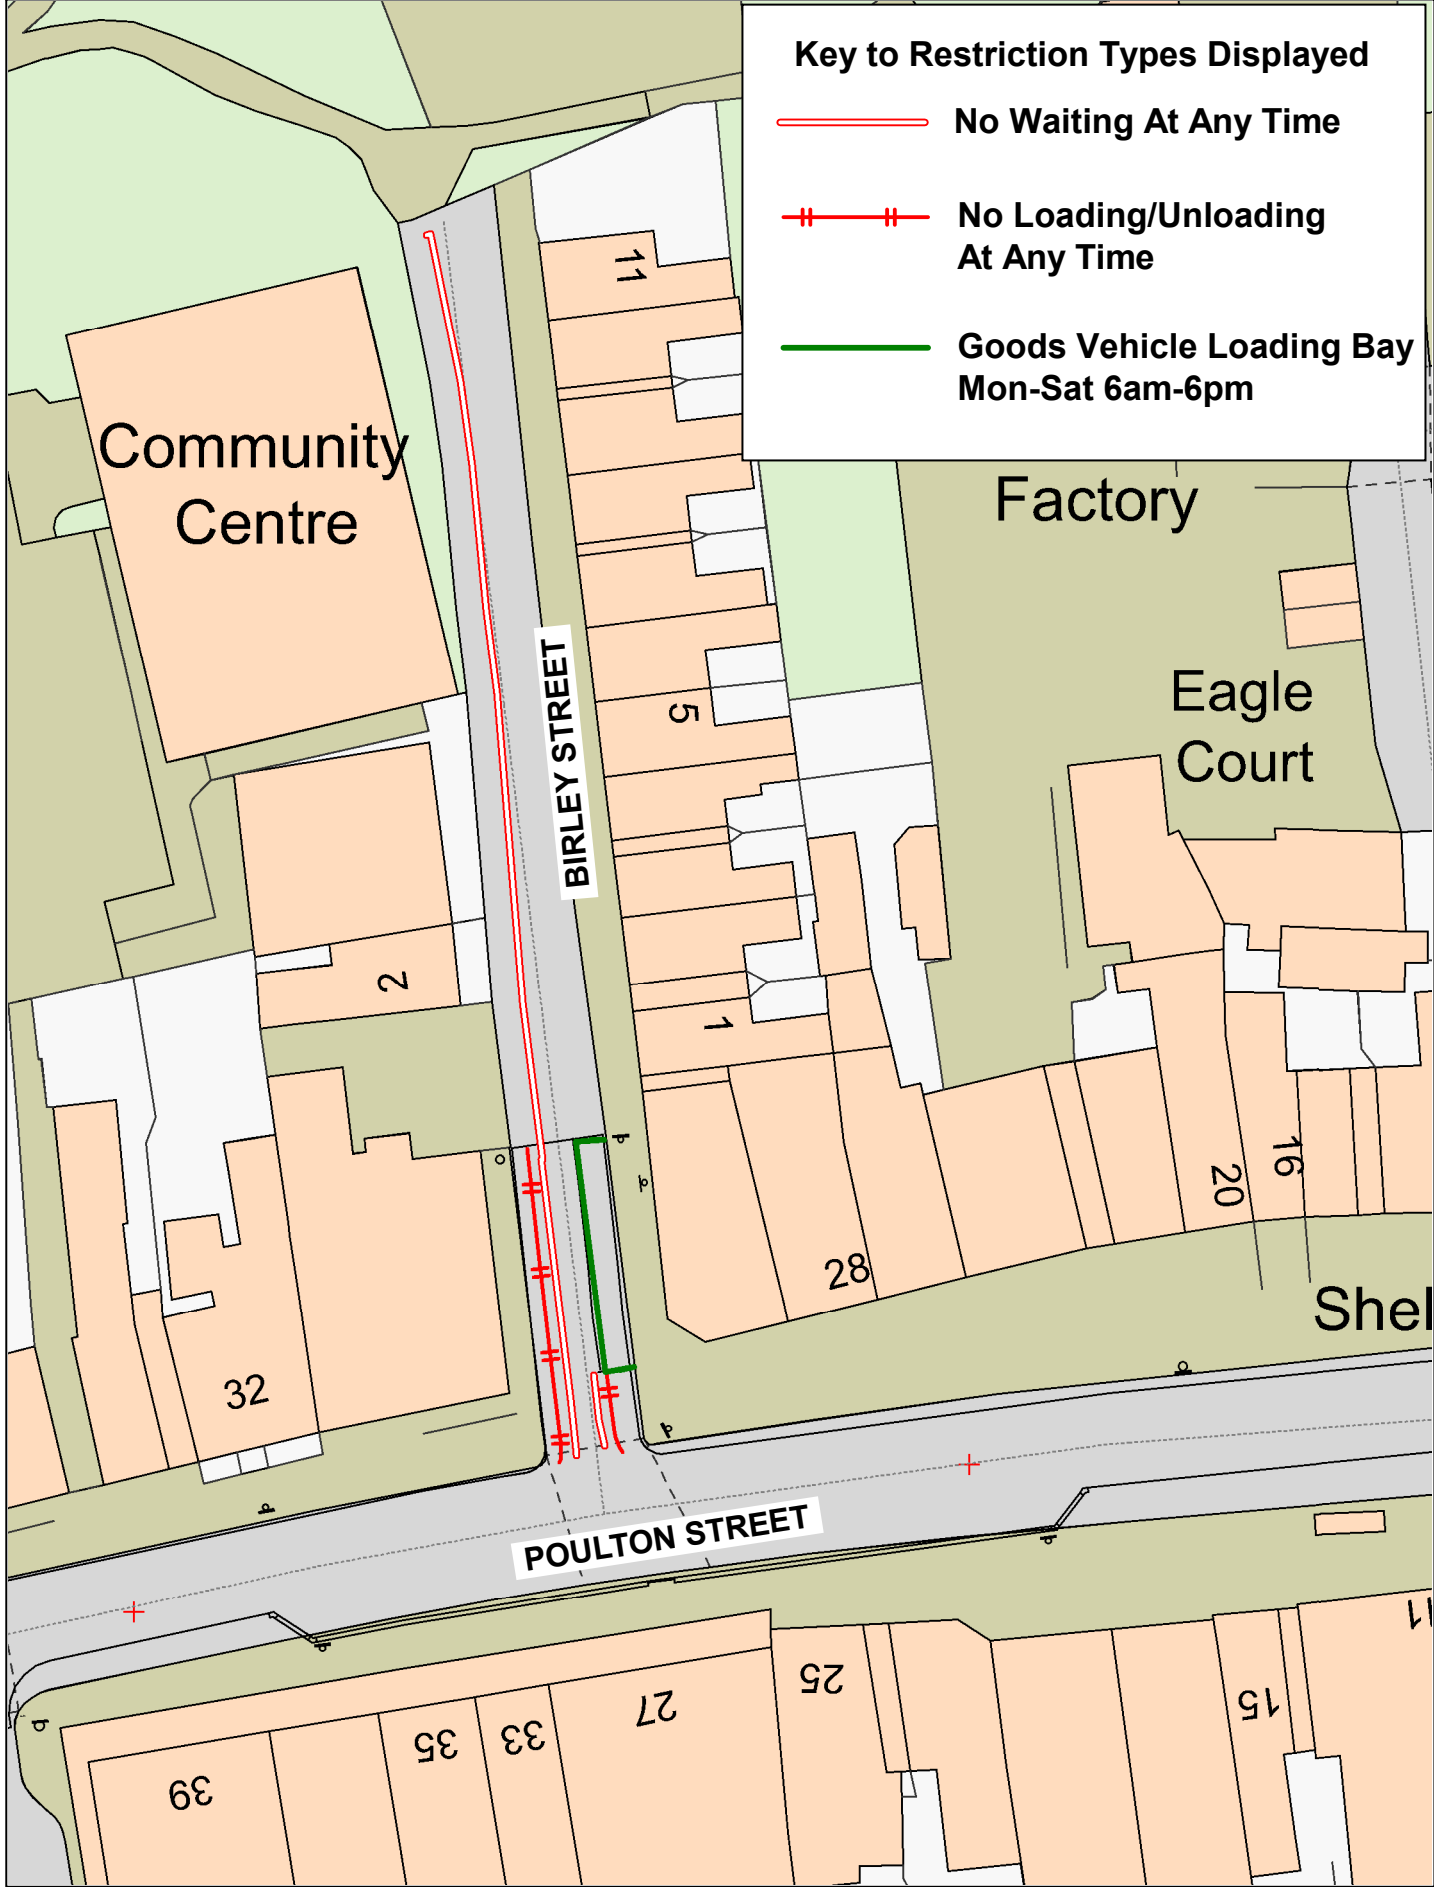 Key to Restriction Types Displayed
No Waiting At Any Time
No Loading/Unloading
At Any Time
Goods Vehicle Loading Bay
Mon-Sat 6am-6pm
11
Community
Centre
Factory
Eagle
Court
BIRLEY STREET
5
2
1
20
16
28
Shel
32
POULTON STREET
11
25
27
15
33
35
39